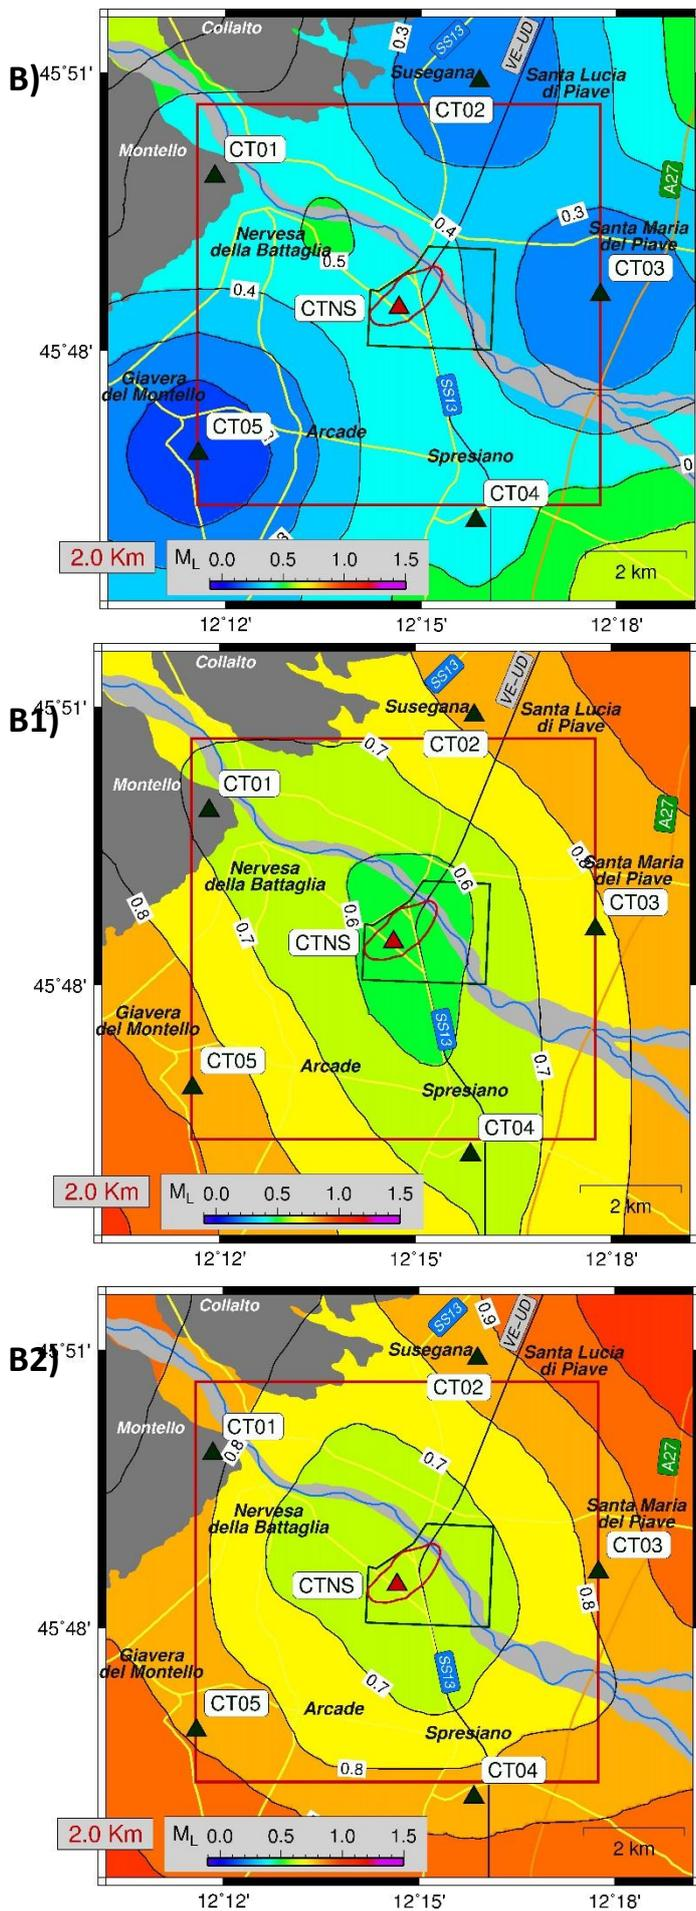 B)
Collalto
0.3
SS13
VE-UD
45°51'
Susegana
Santa Lucia
di Piave
CT02
Montello
CT01
A27
0.3
0.4
Nervesa
della Battaglia
Santa Maria
del Piave
0.5
CT03
0.4
CTNS
45°48'
Giavera
del Montello
SS13
CT05
Arcade
Spresiano
0
CT04
2.0 Km
M_L 0.0 0.5 1.0 1.5
2 km
12°12' 12°15' 12°18'
B1)
Collalto
SS13
VE-UD
45°51'
Susegana
Santa Lucia
di Piave
0.7
CT02
Montello
CT01
A27
0.8
Santa Maria
del Piave
Nervesa
della Battaglia
0.6
CT03
0.8
0.6
0.7
CTNS
45°48'
Giavera
del Montello
SS13
CT05
Arcade
0.7
Spresiano
CT04
2.0 Km
M_L 0.0 0.5 1.0 1.5
2 km
12°12' 12°15' 12°18'
B2)
Collalto
SS13
0.9
VE-UD
45°51'
Susegana
Santa Lucia
di Piave
CT02
Montello
CT01
0.8
0.7
A27
Nervesa
della Battaglia
Santa Maria
del Piave
CT03
CTNS
0.8
45°48'
Giavera
del Montello
SS13
0.7
CT05
Arcade
Spresiano
0.8
CT04
2.0 Km
M_L 0.0 0.5 1.0 1.5
2 km
12°12' 12°15' 12°18'